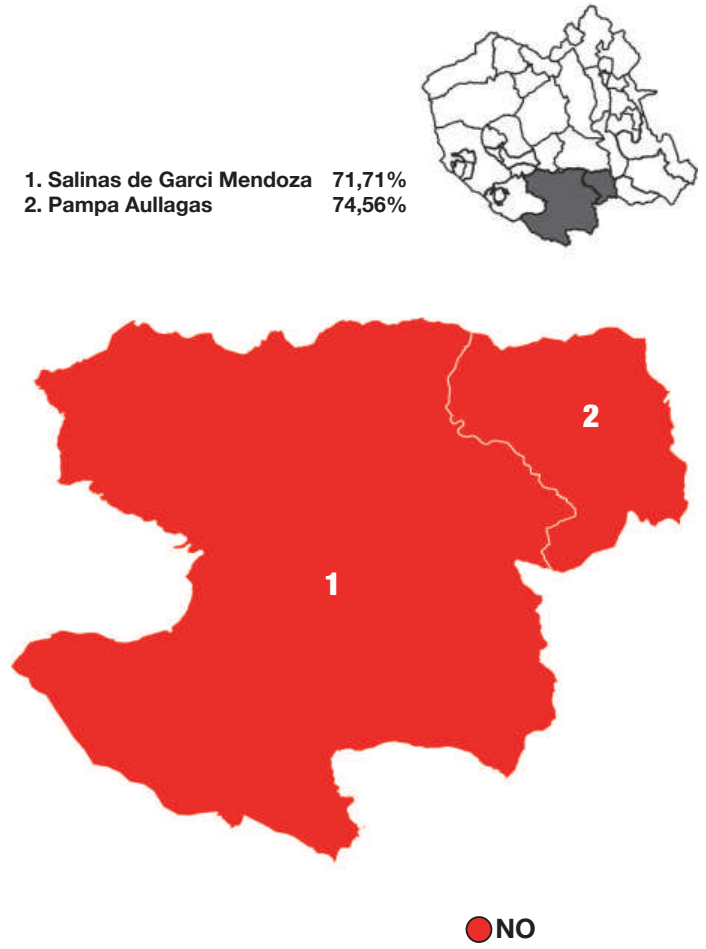 1. Salinas de Garci Mendoza 71,71%
2. Pampa Aullagas 74,56%
2
1
NO